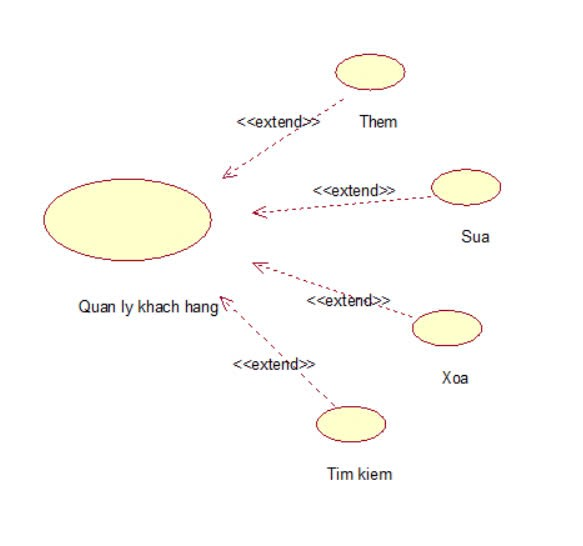 <<extend>>
Them
<<extend>>
Sua
Quan ly khach hang
<<extend>>
Xoa
<<extend>>
Tim kiem